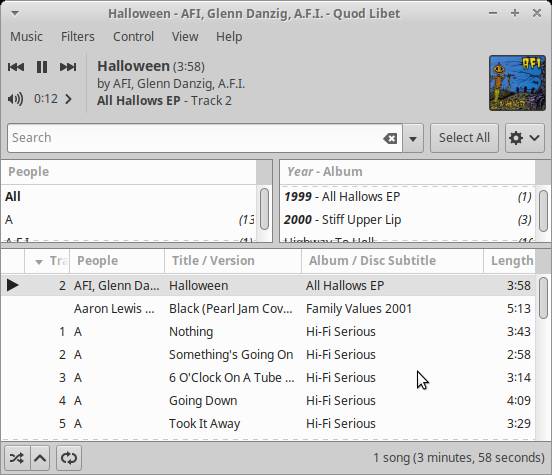 Halloween - AFI, Glenn Danzig, A.F.I. - Quod Libet
Music Filters Control View Help
Halloween (3:58)
by AFI, Glenn Danzig, A.F.I.
0:12
All Hallows EP - Track 2
AFI
Search
Select All
People
All
A (13
A.F.I. (1)
Year - Album
1999 - All Hallows EP (1)
2000 - Stiff Upper Lip (3)
Highway To Hell
Tra People Title / Version Album / Disc Subtitle Length
2 AFI, Glenn Da... Halloween All Hallows EP 3:58
Aaron Lewis ... Black (Pearl Jam Cov... Family Values 2001 5:13
1 A Nothing Hi-Fi Serious 3:43
2 A Something's Going On Hi-Fi Serious 2:58
3 A 6 O'Clock On A Tube ... Hi-Fi Serious 3:14
4 A Going Down Hi-Fi Serious 4:09
5 A Took It Away Hi-Fi Serious 3:29
1 song (3 minutes, 58 seconds)